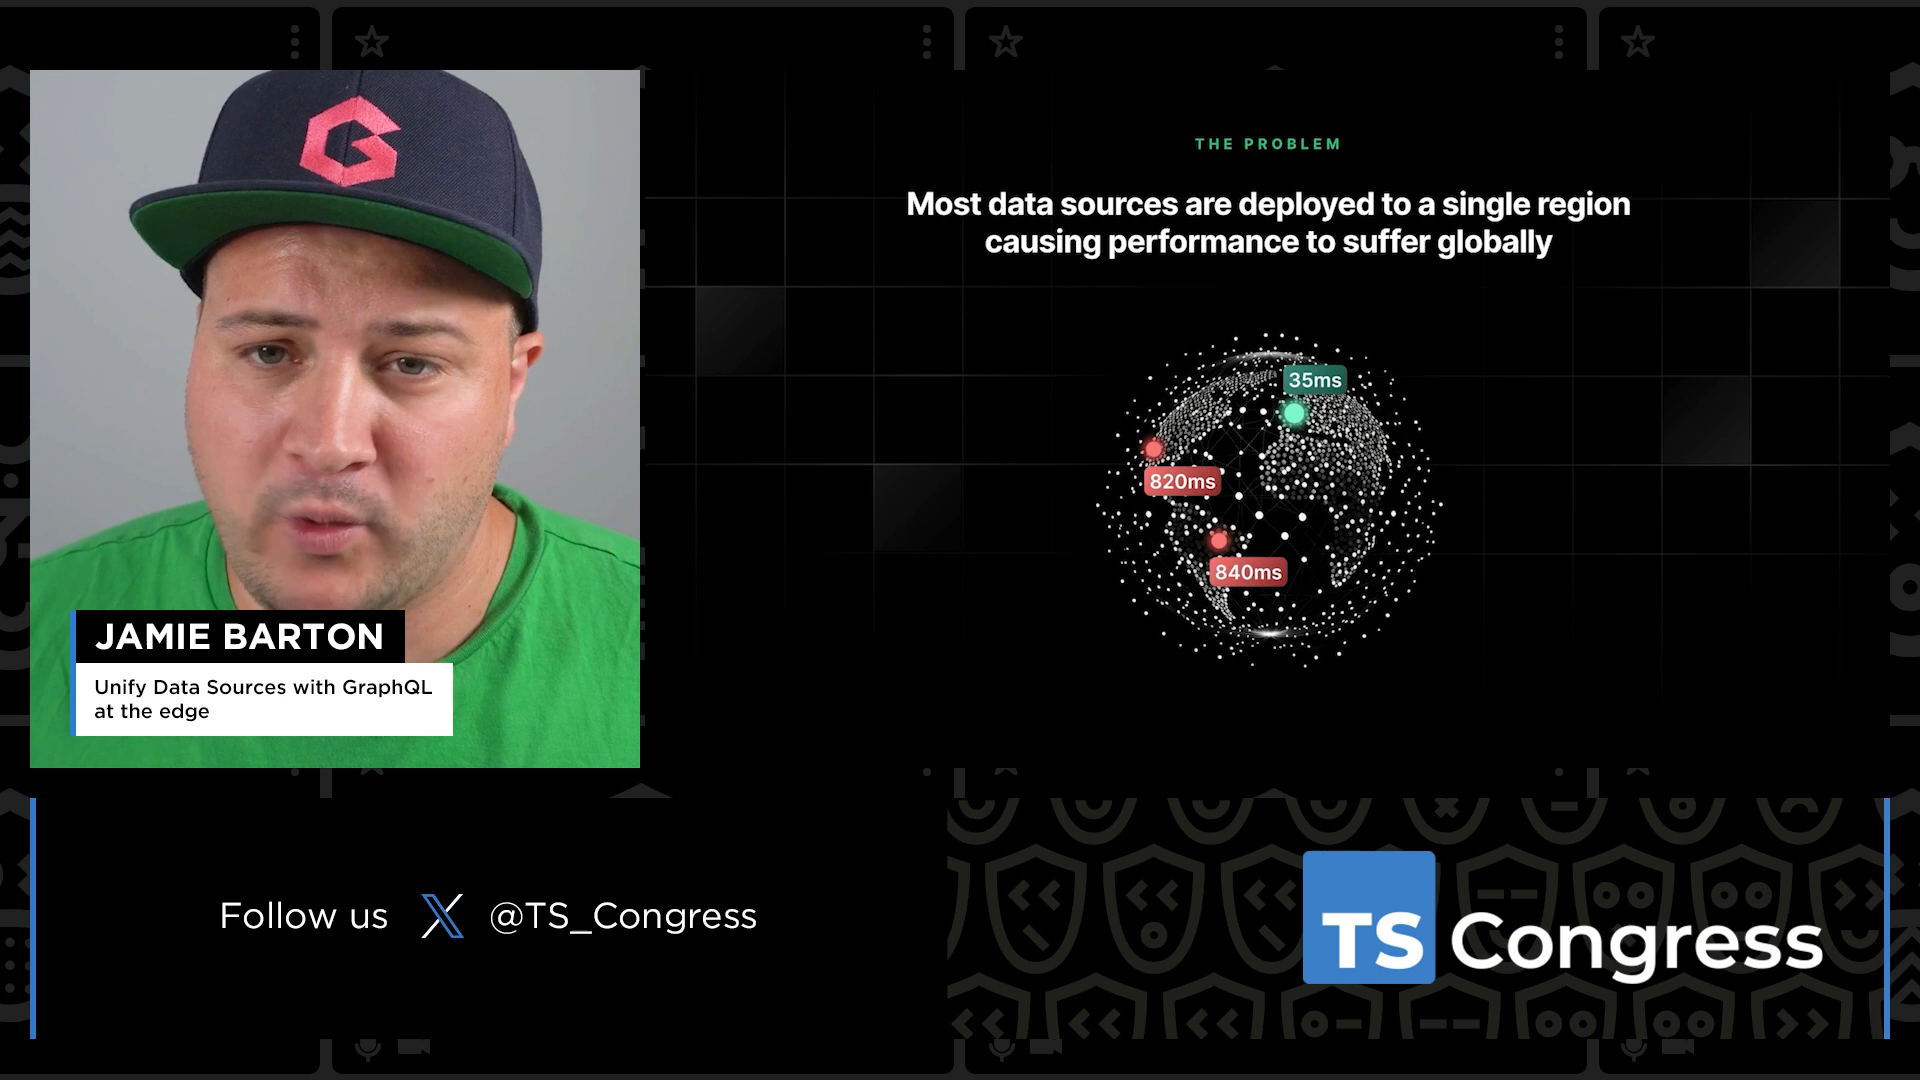 THE PROBLEM
Most data sources are deployed to a single region
causing performance to suffer globally
35ms
820ms
840ms
JAMIE BARTON
Unify Data Sources with GraphQL
at the edge
Follow us X @TS_Congress
TS Congress